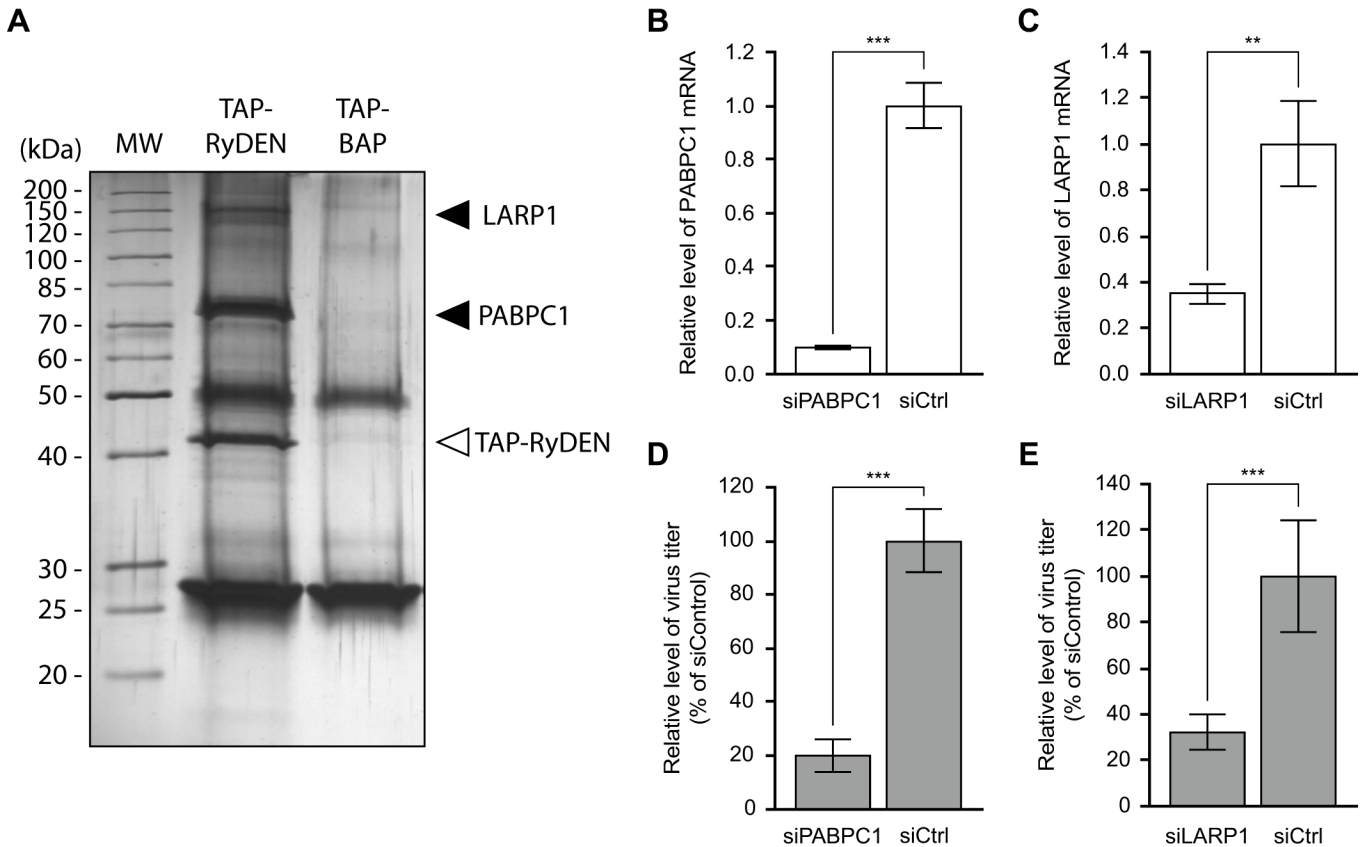 A
TAP-
RyDEN
TAP-
BAP
(kDa)
MW
200 -
150 -
120 -
100 -
85 -
70 -
60 -
50 -
40 -
30 -
25 -
20 -
LARP1
PABPC1
TAP-RyDEN
B
Relative level of PABPC1 mRNA
1.2
1.0
0.8
0.6
0.4
0.2
0.0
***
siPABPC1
siCtrl
C
Relative level of LARP1 mRNA
1.4
1.2
1.0
0.8
0.6
0.4
0.2
0.0
**
siLARP1
siCtrl
D
Relative level of virus titer
(% of siControl)
120
100
80
60
40
20
0
***
siPABPC1
siCtrl
E
Relative level of virus titer
(% of siControl)
140
120
100
80
60
40
20
0
***
siLARP1
siCtrl